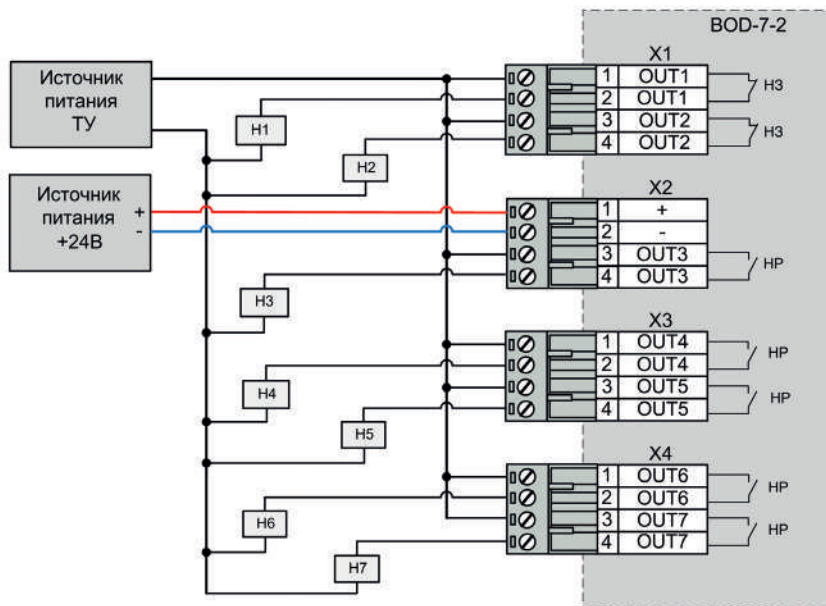 BOD-7-2
Источник
питания
ТУ
Источник
питания
+24В
+
-
H1
H2
H3
H4
H5
H6
H7
X1
1 OUT1
2 OUT1
3 OUT2
4 OUT2
НЗ
НЗ
X2
1 +
2 -
3 OUT3
4 OUT3
НР
X3
1 OUT4
2 OUT4
3 OUT5
4 OUT5
НР
НР
X4
1 OUT6
2 OUT6
3 OUT7
4 OUT7
НР
НР